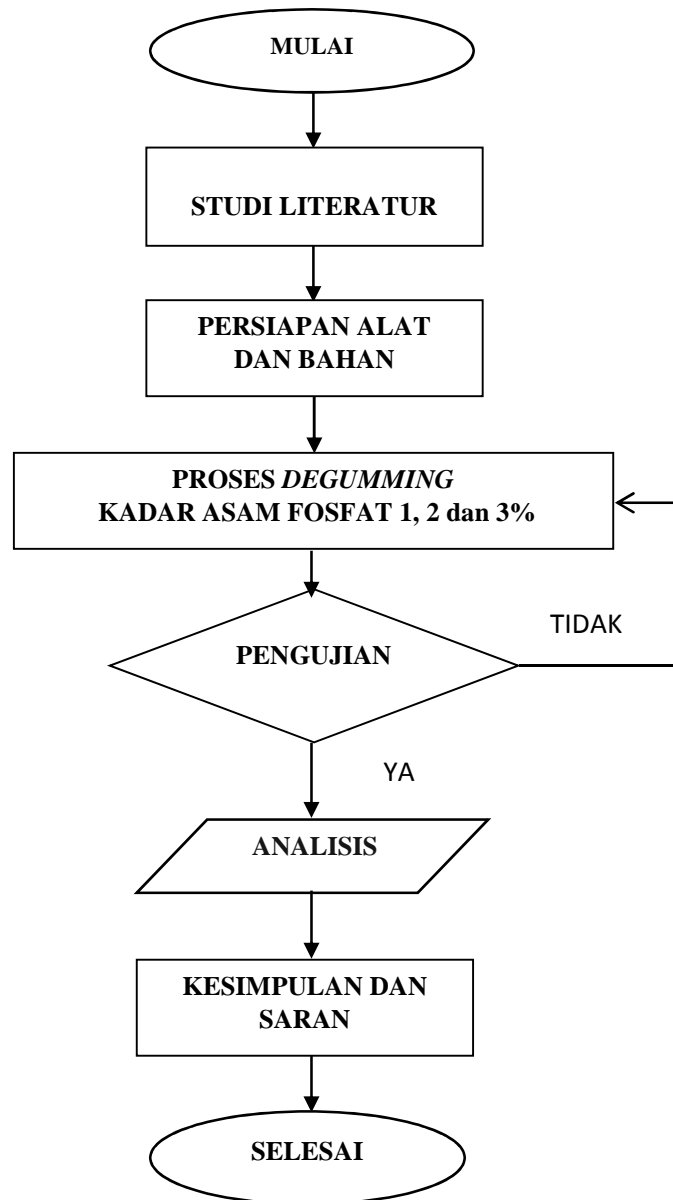 MULAI
STUDI LITERATUR
PERSIAPAN ALAT
DAN BAHAN
PROSES DEGUMMING
KADAR ASAM FOSFAT 1, 2 dan 3%
PENGUJIAN
TIDAK
YA
ANALISIS
KESIMPULAN DAN
SARAN
SELESAI